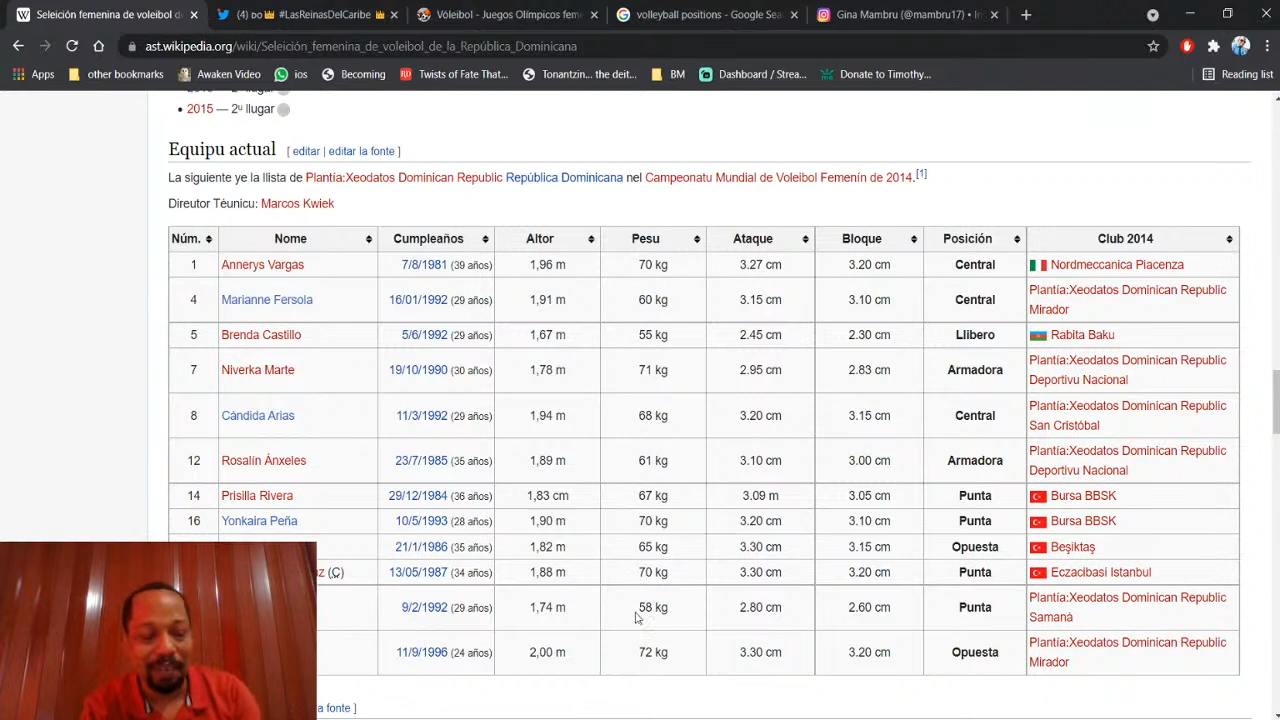 Seleición femenina de voleibol de
(4) DO #LasReinasDelCaribe
Vóleibol - Juegos Olímpicos feme
volleyball positions - Google Sea
Gina Mambru (@mambru17) • In
ast.wikipedia.org/wiki/Seleición_femenina_de_voleibol_de_la_República_Dominicana
Apps other bookmarks Awaken Video ios Becoming Twists of Fate That... Tonantzin, the deit... BM Dashboard / Strea... Donate to Timothy... Reading list
• 2015 — 2ᵘ llugar
Equipu actual [ editar | editar la fonte ]
La siguiente ye la llista de Plantía:Xeodatos Dominican Republic República Dominicana nel Campeonatu Mundial de Voleibol Femenín de 2014.[1]
Direutor Téunicu: Marcos Kwiek
Núm. Nome Cumpleaños Altor Pesu Ataque Bloque Posición Club 2014
1 Annerys Vargas 7/8/1981 (39 años) 1,96 m 70 kg 3.27 cm 3.20 cm Central Nordmeccanica Piacenza
4 Marianne Fersola 16/01/1992 (29 años) 1,91 m 60 kg 3.15 cm 3.10 cm Central Plantía:Xeodatos Dominican Republic
Mirador
5 Brenda Castillo 5/6/1992 (29 años) 1,67 m 55 kg 2.45 cm 2.30 cm Llibero Rabita Baku
7 Niverka Marte 19/10/1990 (30 años) 1,78 m 71 kg 2.95 cm 2.83 cm Armadora Plantía:Xeodatos Dominican Republic
Deportivu Nacional
8 Cándida Arias 11/3/1992 (29 años) 1,94 m 68 kg 3.20 cm 3.15 cm Central Plantía:Xeodatos Dominican Republic
San Cristóbal
12 Rosalín Ánxeles 23/7/1985 (35 años) 1,89 m 61 kg 3.10 cm 3.00 cm Armadora Plantía:Xeodatos Dominican Republic
Deportivu Nacional
14 Prisilla Rivera 29/12/1984 (36 años) 1,83 cm 67 kg 3.09 m 3.05 cm Punta Bursa BBSK
16 Yonkaira Peña 10/5/1993 (28 años) 1,90 m 70 kg 3.20 cm 3.10 cm Punta Bursa BBSK
21/1/1986 (35 años) 1,82 m 65 kg 3.30 cm 3.15 cm Opuesta Beşiktaş
oz (C) 13/05/1987 (34 años) 1,88 m 70 kg 3.30 cm 3.20 cm Punta Eczacibasi Istanbul
9/2/1992 (29 años) 1,74 m 58 kg 2.80 cm 2.60 cm Punta Plantía:Xeodatos Dominican Republic
Samaná
11/9/1996 (24 años) 2,00 m 72 kg 3.30 cm 3.20 cm Opuesta Plantía:Xeodatos Dominican Republic
Mirador
la fonte ]